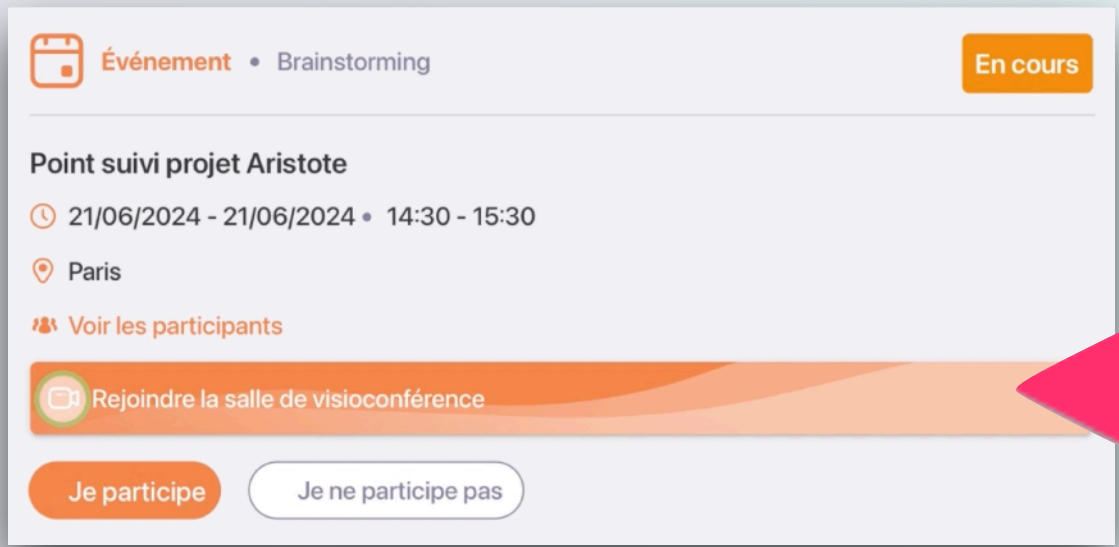 Événement • Brainstorming
En cours
Point suivi projet Aristote
21/06/2024 - 21/06/2024 • 14:30 - 15:30
Paris
Voir les participants
Rejoindre la salle de visioconférence
Je participe
Je ne participe pas